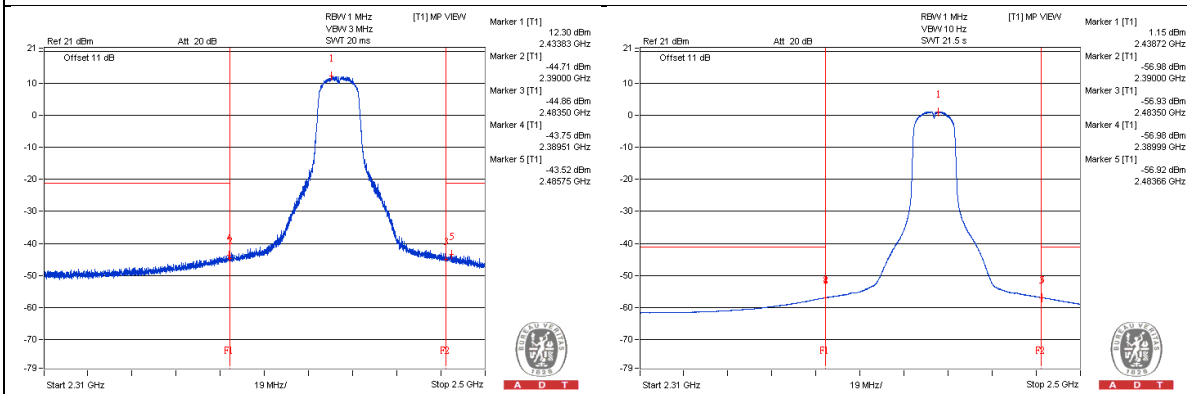 RBW 1 MHz
VBW 3 MHz
SWT 20 ms
[T1] MP VIEW
Ref 21 dBm
Att 20 dB
Offset 11 dB
Marker 1 [T1]
12.30 dBm
2.43383 GHz
Marker 2 [T1]
-44.71 dBm
2.39000 GHz
Marker 3 [T1]
-44.86 dBm
2.48350 GHz
Marker 4 [T1]
-43.75 dBm
2.38951 GHz
Marker 5 [T1]
-43.52 dBm
2.48575 GHz
21
10
0
-10
-20
-30
-40
-50
-60
-70
-79
1
5
F1
F2
Start 2.31 GHz
19 MHz/
Stop 2.5 GHz
BUREAU VERITAS
1828
A D T
RBW 1 MHz
VBW 10 Hz
SWT 21.5 s
[T1] MP VIEW
Ref 21 dBm
Att 20 dB
Offset 11 dB
Marker 1 [T1]
1.15 dBm
2.43872 GHz
Marker 2 [T1]
-56.98 dBm
2.39000 GHz
Marker 3 [T1]
-56.93 dBm
2.48350 GHz
Marker 4 [T1]
-56.98 dBm
2.38999 GHz
Marker 5 [T1]
-56.92 dBm
2.48366 GHz
21
10
0
-10
-20
-30
-40
-50
-60
-70
-79
1
F1
F2
Start 2.31 GHz
19 MHz/
Stop 2.5 GHz
BUREAU VERITAS
1828
A D T